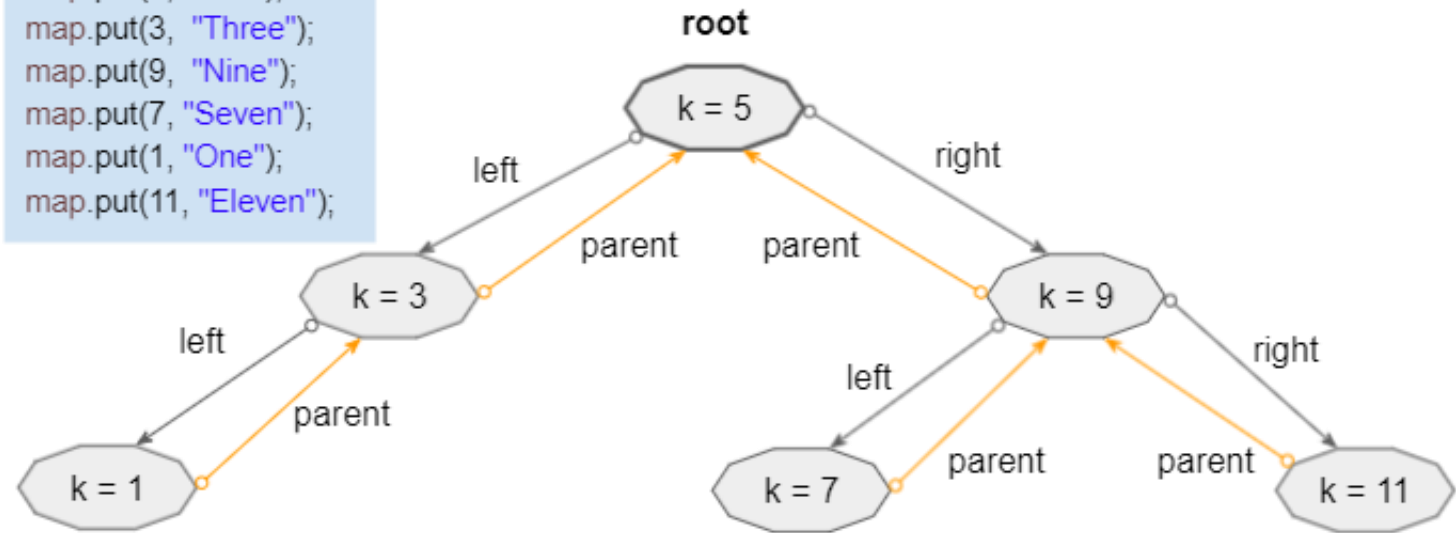 map.put(3, "Three");
map.put(9, "Nine");
map.put(7, "Seven");
map.put(1, "One");
map.put(11, "Eleven");
root
k = 5
left
right
parent
parent
k = 3
k = 9
left
parent
left
parent
right
parent
k = 1
k = 7
k = 11